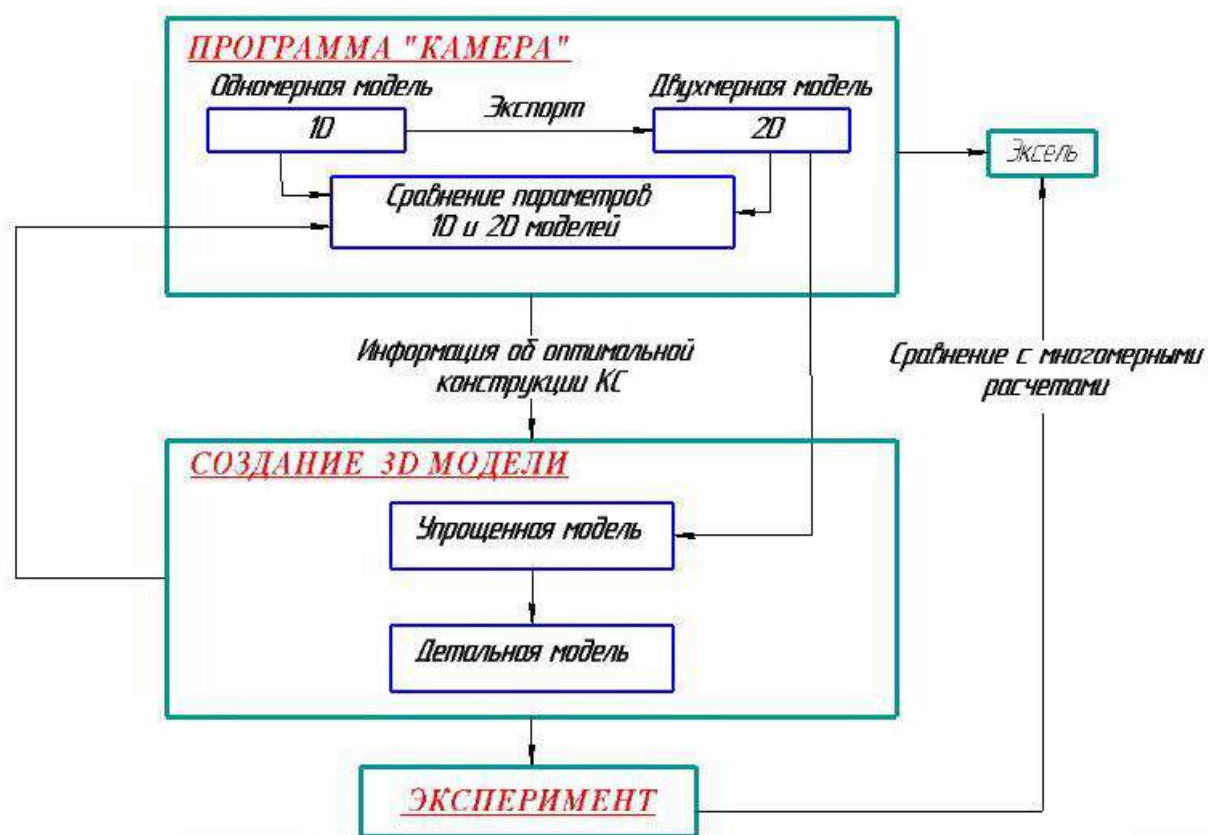 ПРОГРАММА "КАМЕРА"
Одномерная модель
Экспорт
Двухмерная модель
1D
2D
Эксель
Сравнение параметров
1D и 2D моделей
Информация об оптимальной
конструкции КС
Сравнение с многомерными
расчетами
СОЗДАНИЕ 3D МОДЕЛИ
Упрощенная модель
Детальная модель
ЭКСПЕРИМЕНТ